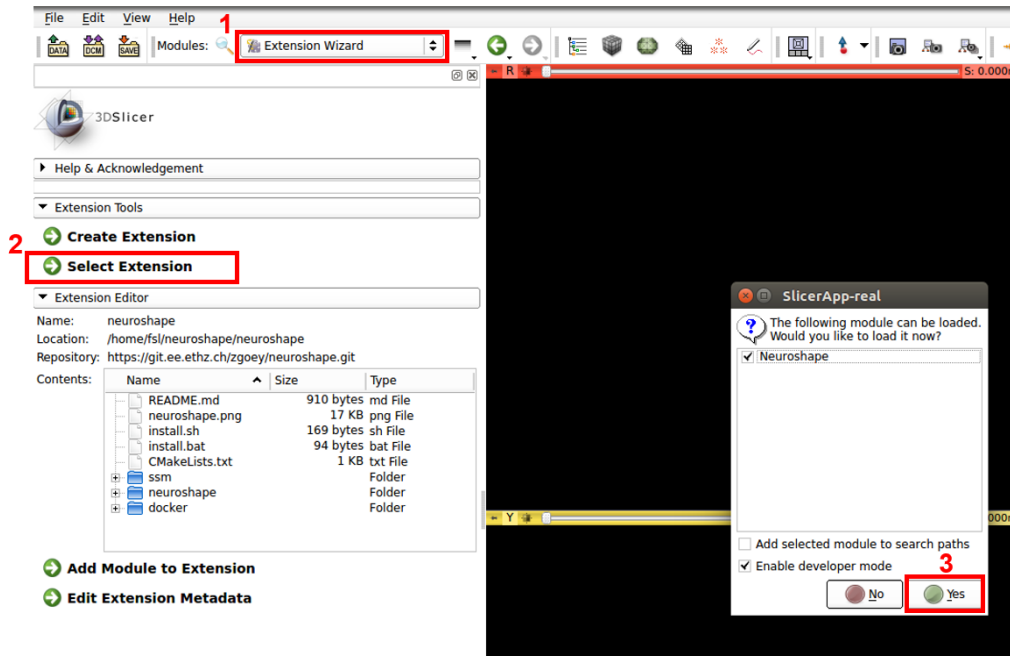 File Edit View Help
1
DATA DCM SAVE Modules: Extension Wizard
R S: 0.000
3DSlicer
Help & Acknowledgement
Extension Tools
Create Extension
2
Select Extension
Extension Editor
Name: neuroshape
Location: /home/fsl/neuroshape/neuroshape
Repository: https://git.ee.ethz.ch/zgoey/neuroshape.git
Contents: Name Size Type
README.md 910 bytes md File
neuroshape.png 17 KB png File
install.sh 169 bytes sh File
install.bat 94 bytes bat File
CMakeLists.txt 1 KB txt File
ssm Folder
neuroshape Folder
docker Folder
Add Module to Extension
Edit Extension Metadata
Y 000
SlicerApp-real
The following module can be loaded.
Would you like to load it now?
Neuroshape
Add selected module to search paths
Enable developer mode
3
No Yes